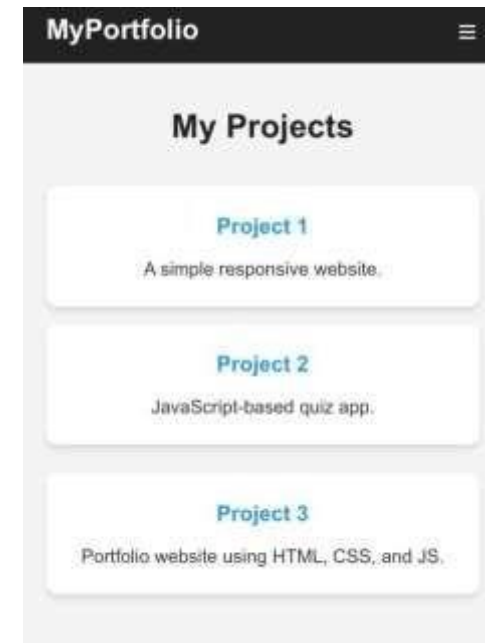 MyPortfolio
My Projects
Project 1
A simple responsive website.
Project 2
JavaScript-based quiz app.
Project 3
Portfolio website using HTML, CSS, and JS.